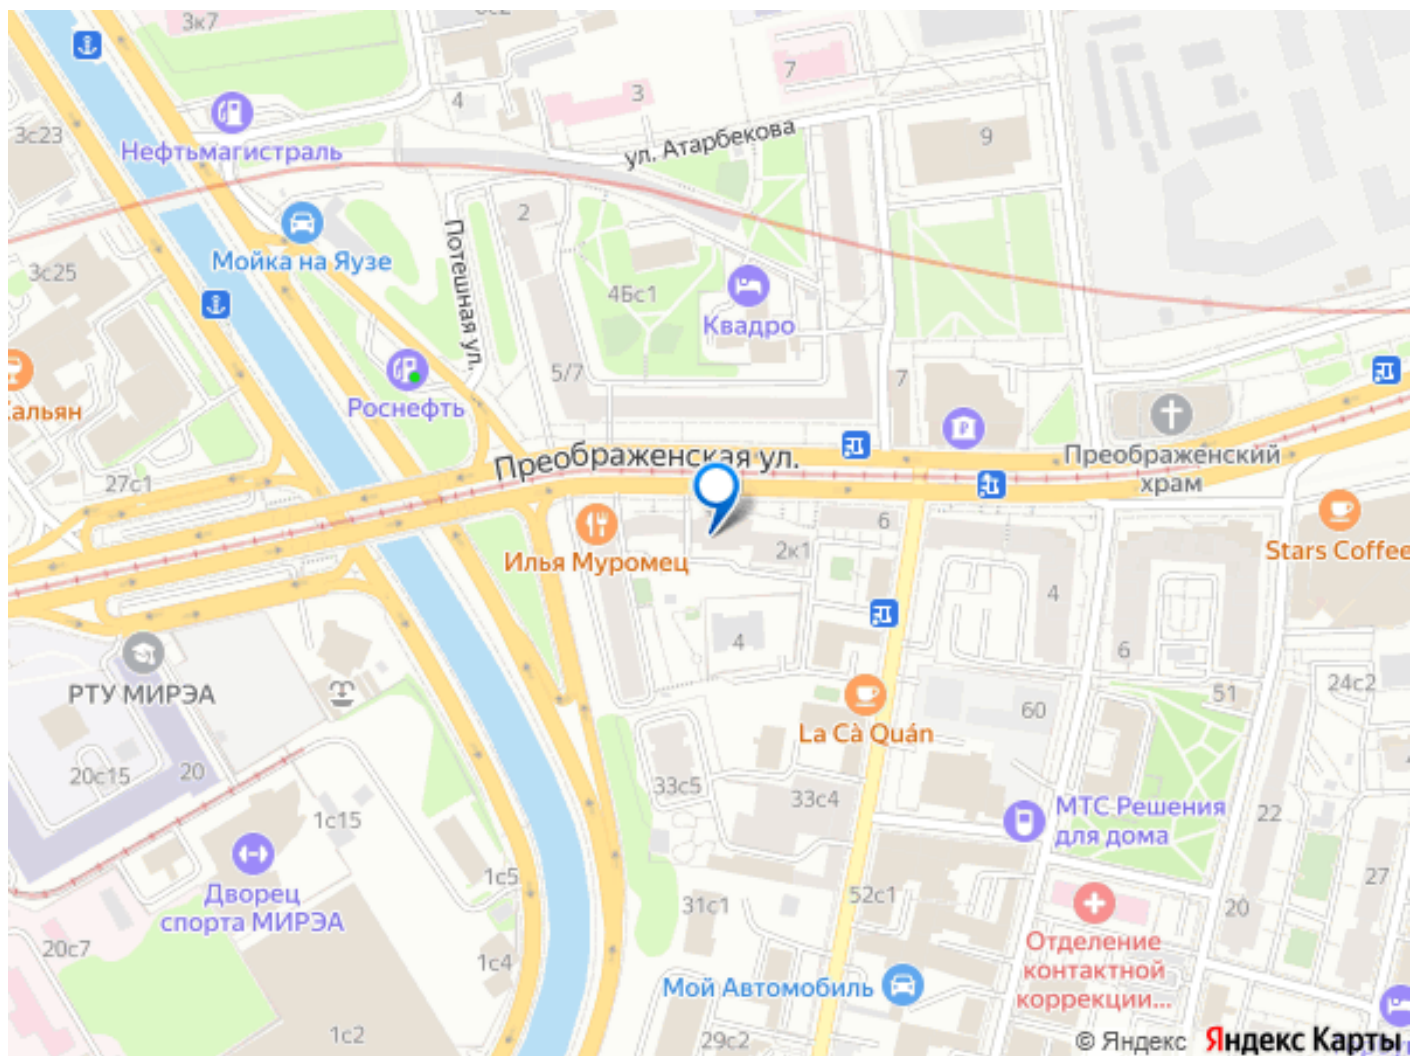 3к7
7
3
4
3с23
Нефтьмагистраль
ул. Атарбекова
9
2
Потешная ул.
Мойка на Яузе
3с25
4Бс1
Квадро
5/7
7
Роснефть
альян
Преображенская ул.
Преображенский
храм
27с1
6
Илья Муромец
2к1
Stars Coffee
4
4
6
РТУ МИРЭА
51
24с2
60
La Cà Quán
20с15
20
33с5
33с4
МТС Решения
для дома
22
1с15
Дворец
спорта МИРЭА
1с5
31с1
52с1
27
20
20с7
Отделение
контактной
коррекции...
1с4
Мой Автомобиль
1с2
29с2
© Яндекс Яндекс Карты